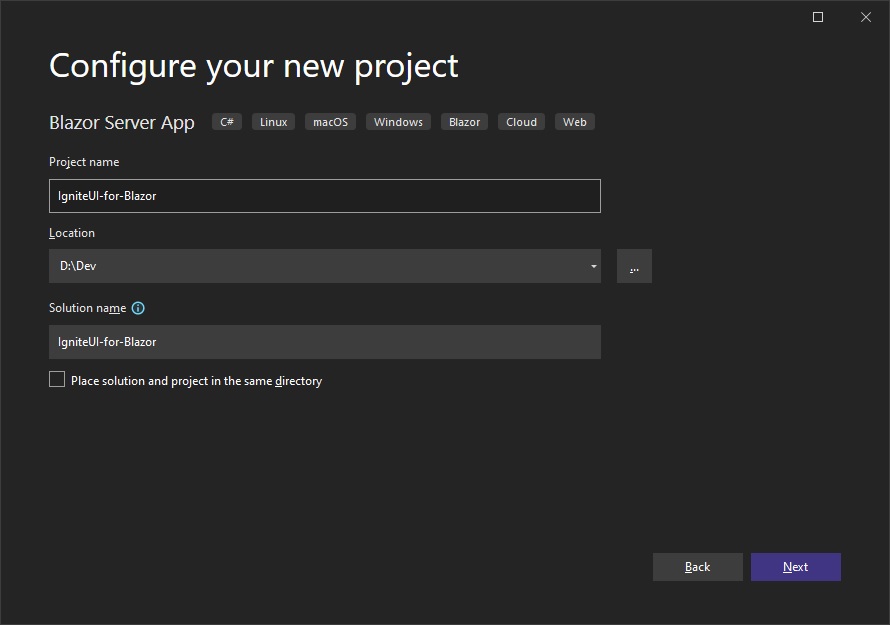 Configure your new project
Blazor Server App C# Linux macOS Windows Blazor Cloud Web
Project name
IgniteUI-for-Blazor
Location
D:\Dev
...
Solution name
IgniteUI-for-Blazor
Place solution and project in the same directory
Back Next